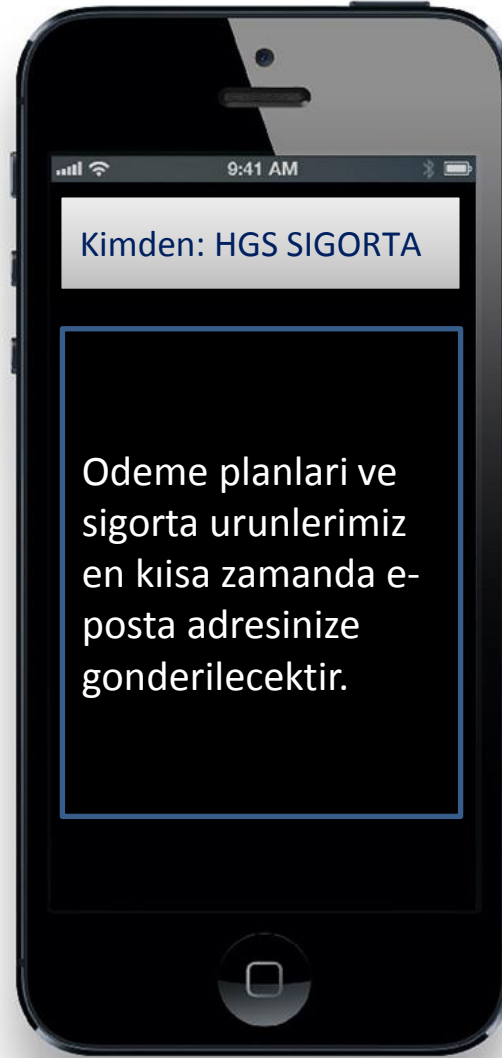 9:41 AM
Kimden: HGS SIGORTA
Odeme planlari ve
sigorta urunlerimiz
en kıisa zamanda e-
posta adresinize
gonderilecektir.